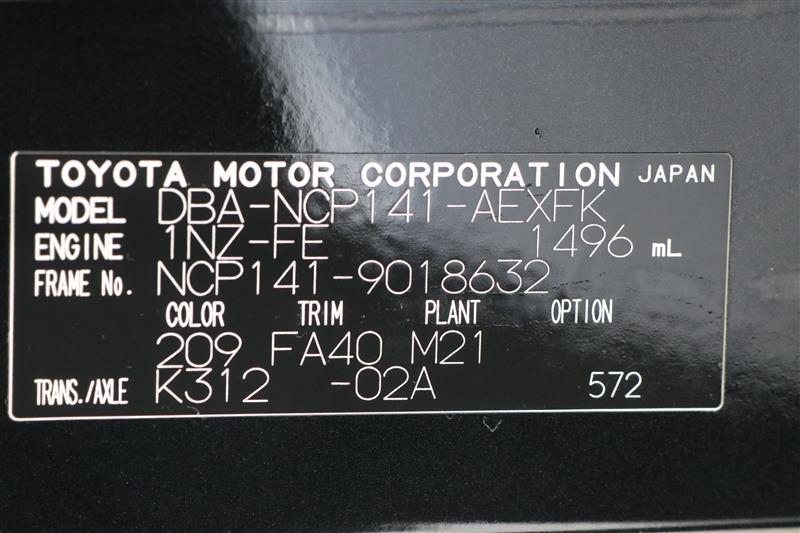 TOYOTA MOTOR CORPORATION JAPAN
MODEL DBA-NCP141-AEXFK
ENGINE 1NZ-FE 1496 mL
FRAME No. NCP141-9018632
COLOR TRIM PLANT OPTION
209 FA40 M21
TRANS./AXLE K312 -02A 572